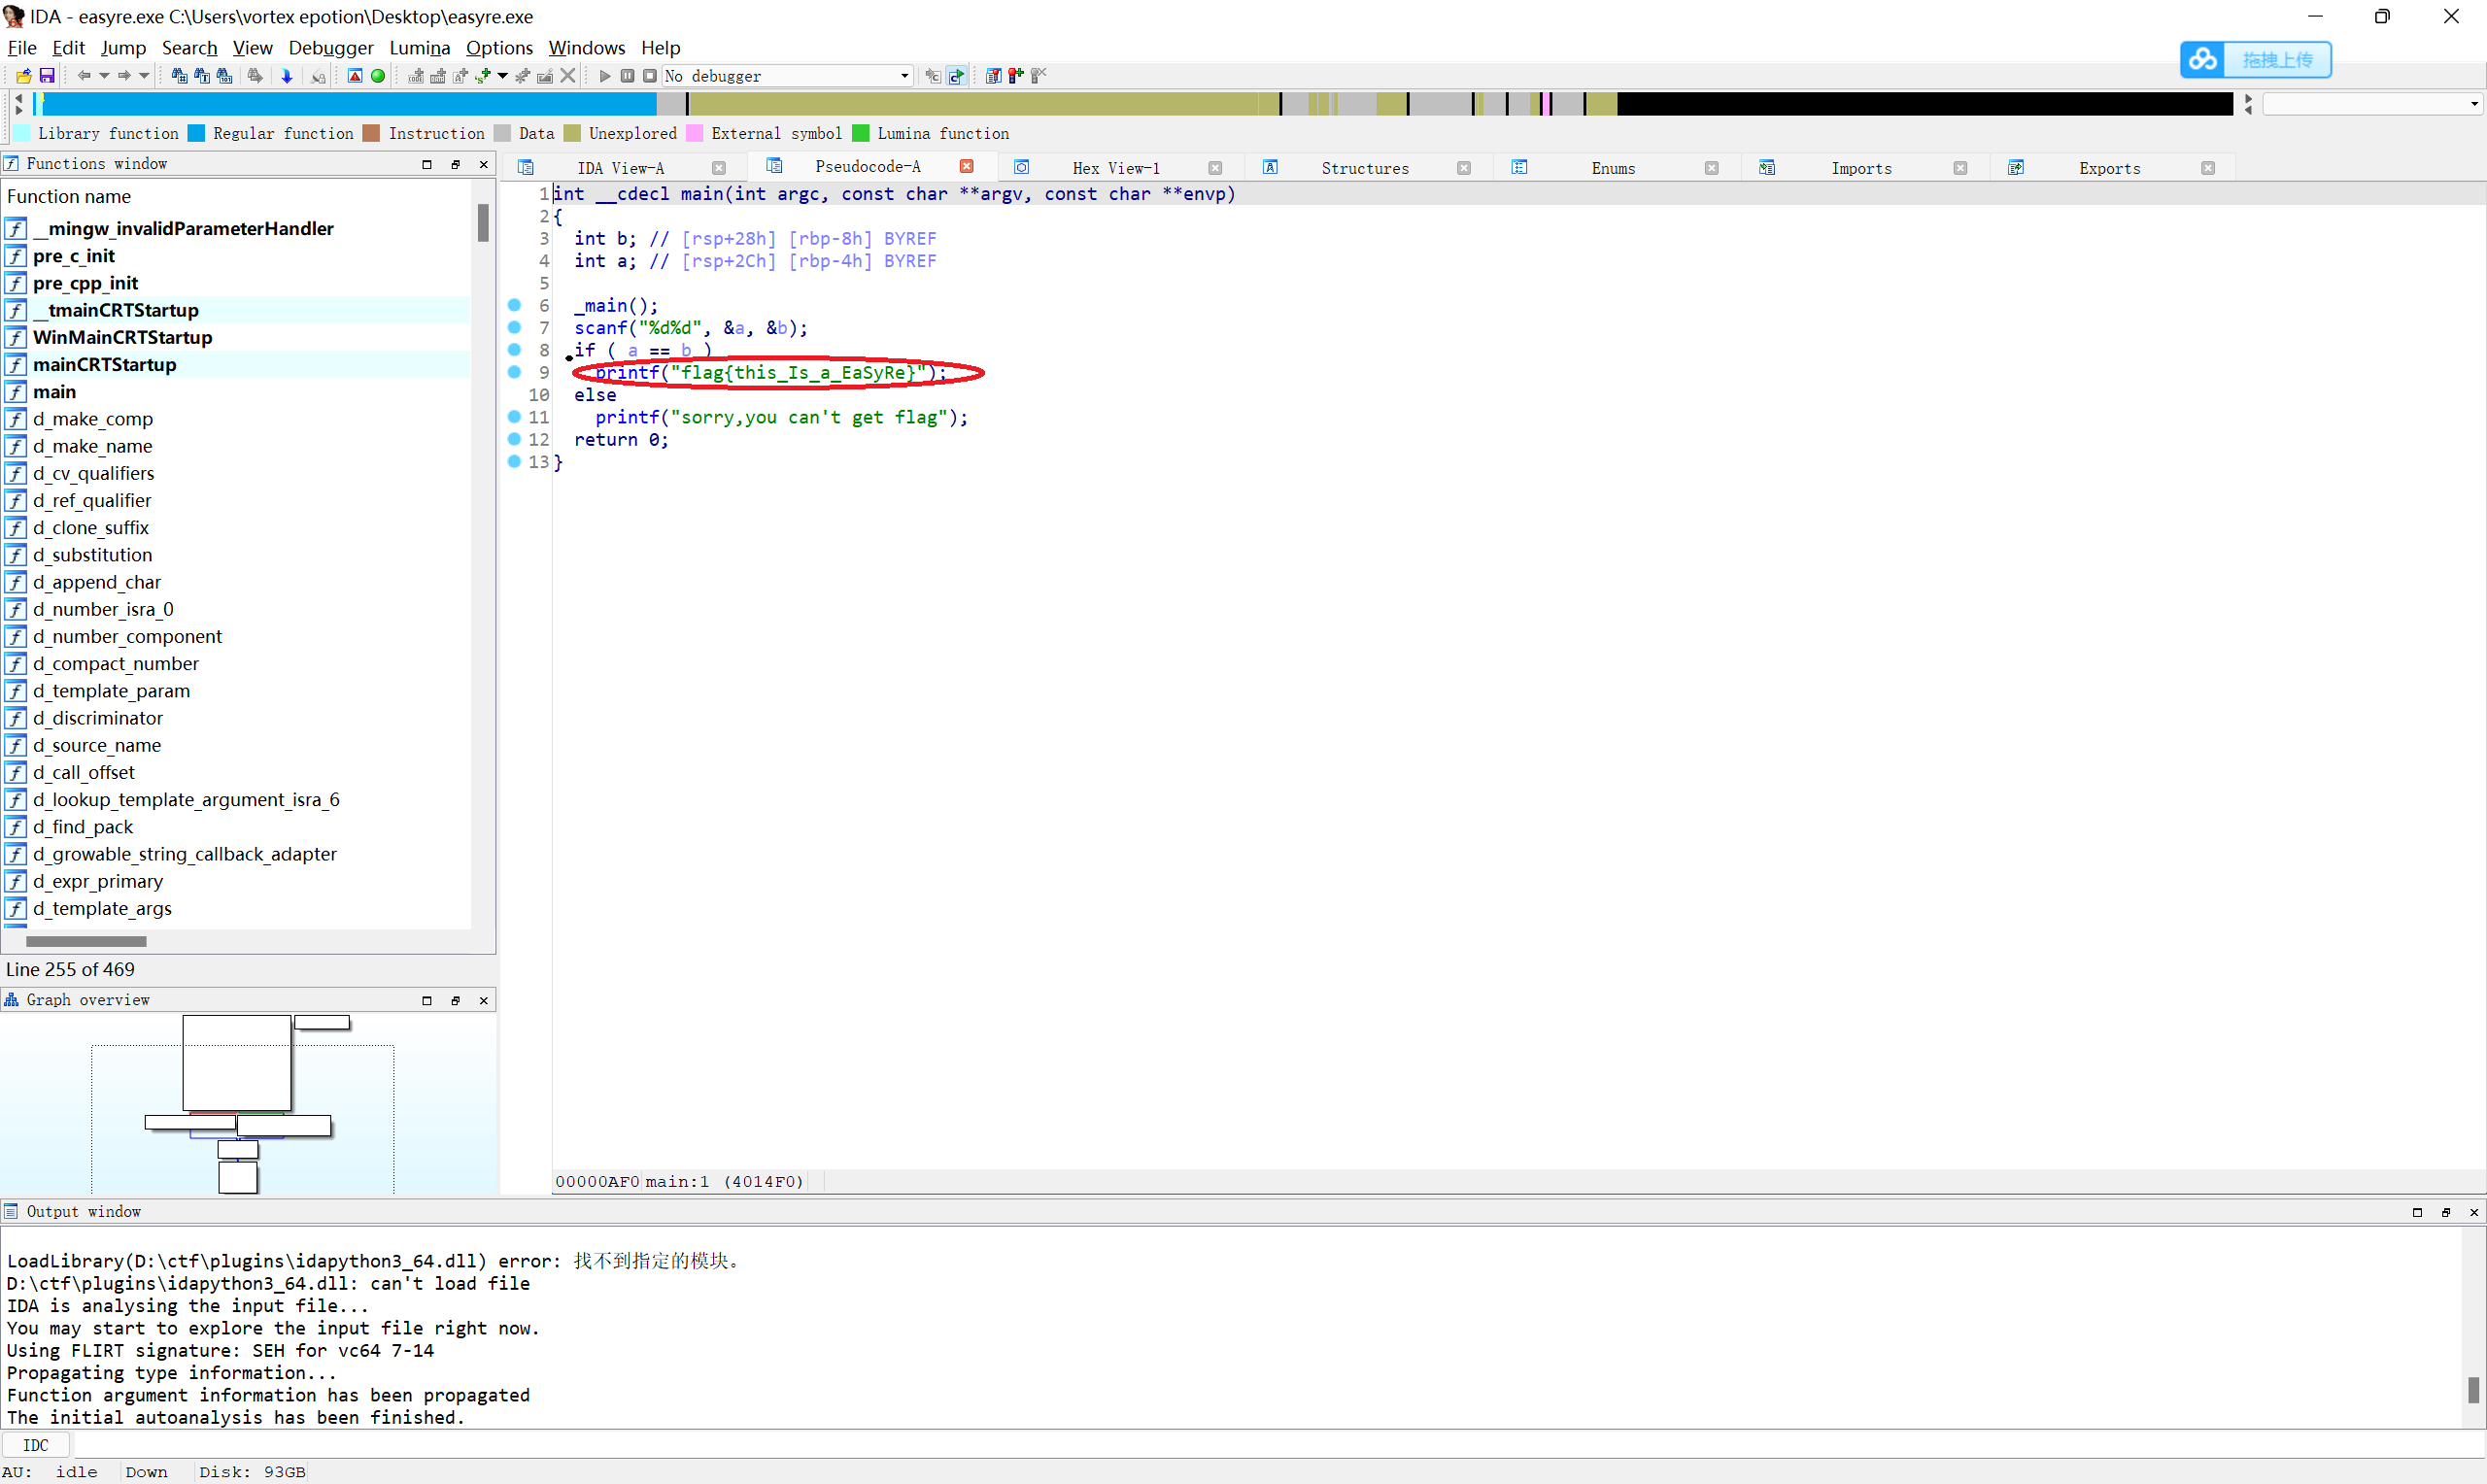 IDA - easyre.exe C:\Users\vortex epotion\Desktop\easyre.exe
File Edit Jump Search View Debugger Lumina Options Windows Help
No debugger
拖拽上传
Library function Regular function Instruction Data Unexplored External symbol Lumina function
Functions window
Function name
__mingw_invalidParameterHandler
pre_c_init
pre_cpp_init
__tmainCRTStartup
WinMainCRTStartup
mainCRTStartup
main
d_make_comp
d_make_name
d_cv_qualifiers
d_ref_qualifier
d_clone_suffix
d_substitution
d_append_char
d_number_isra_0
d_number_component
d_compact_number
d_template_param
d_discriminator
d_source_name
d_call_offset
d_lookup_template_argument_isra_6
d_find_pack
d_growable_string_callback_adapter
d_expr_primary
d_template_args
Line 255 of 469
Graph overview
IDA View-A Pseudocode-A Hex View-1 Structures Enums Imports Exports
1 int __cdecl main(int argc, const char **argv, const char **envp)
2 {
3 int b; // [rsp+28h] [rbp-8h] BYREF
4 int a; // [rsp+2Ch] [rbp-4h] BYREF
5
6 _main();
7 scanf("%d%d", &a, &b);
8 if ( a == b )
9 printf("flag{this_Is_a_EaSyRe}");
10 else
11 printf("sorry,you can't get flag");
12 return 0;
13 }
00000AF0 main:1 (4014F0)
Output window
LoadLibrary(D:\ctf\plugins\idapython3_64.dll) error: 找不到指定的模块。
D:\ctf\plugins\idapython3_64.dll: can't load file
IDA is analysing the input file...
You may start to explore the input file right now.
Using FLIRT signature: SEH for vc64 7-14
Propagating type information...
Function argument information has been propagated
The initial autoanalysis has been finished.
IDC
AU: idle Down Disk: 93GB